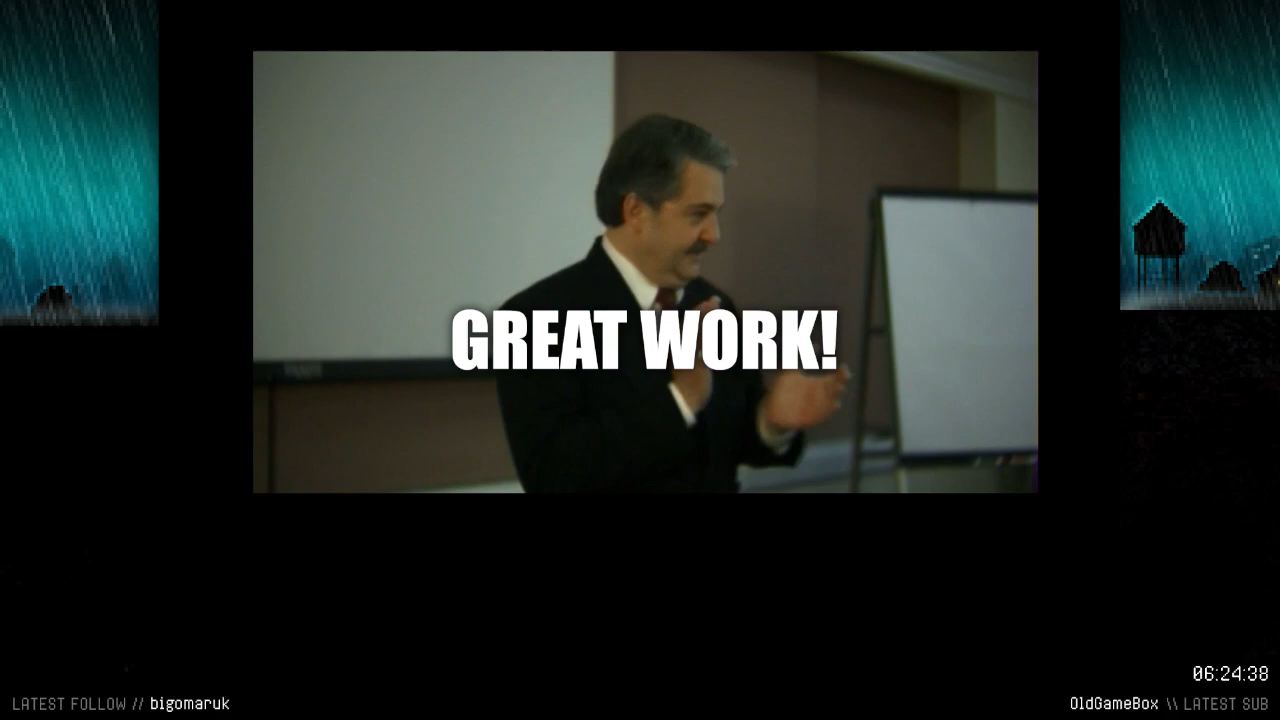 GREAT WORK!
06:24:38
LATEST FOLLOW // bigomaruk
OldGameBox \\ LATEST SUB